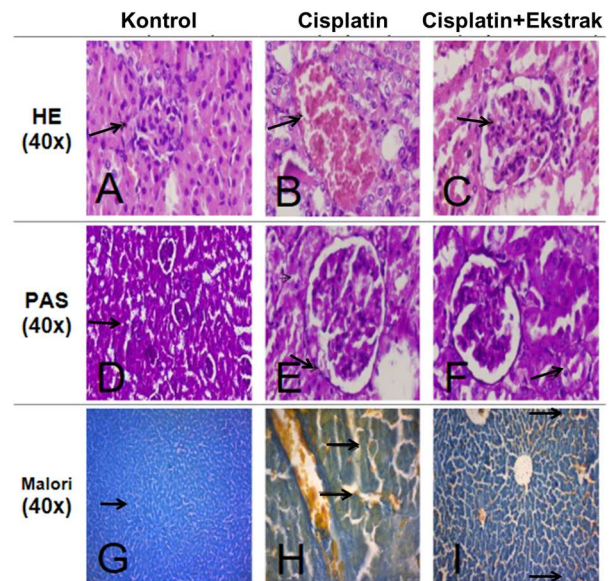 Kontrol Cisplatin Cisplatin+Ekstrak
HE
(40x)
A B C
PAS
(40x)
D E F
Malori
(40x)
G H I